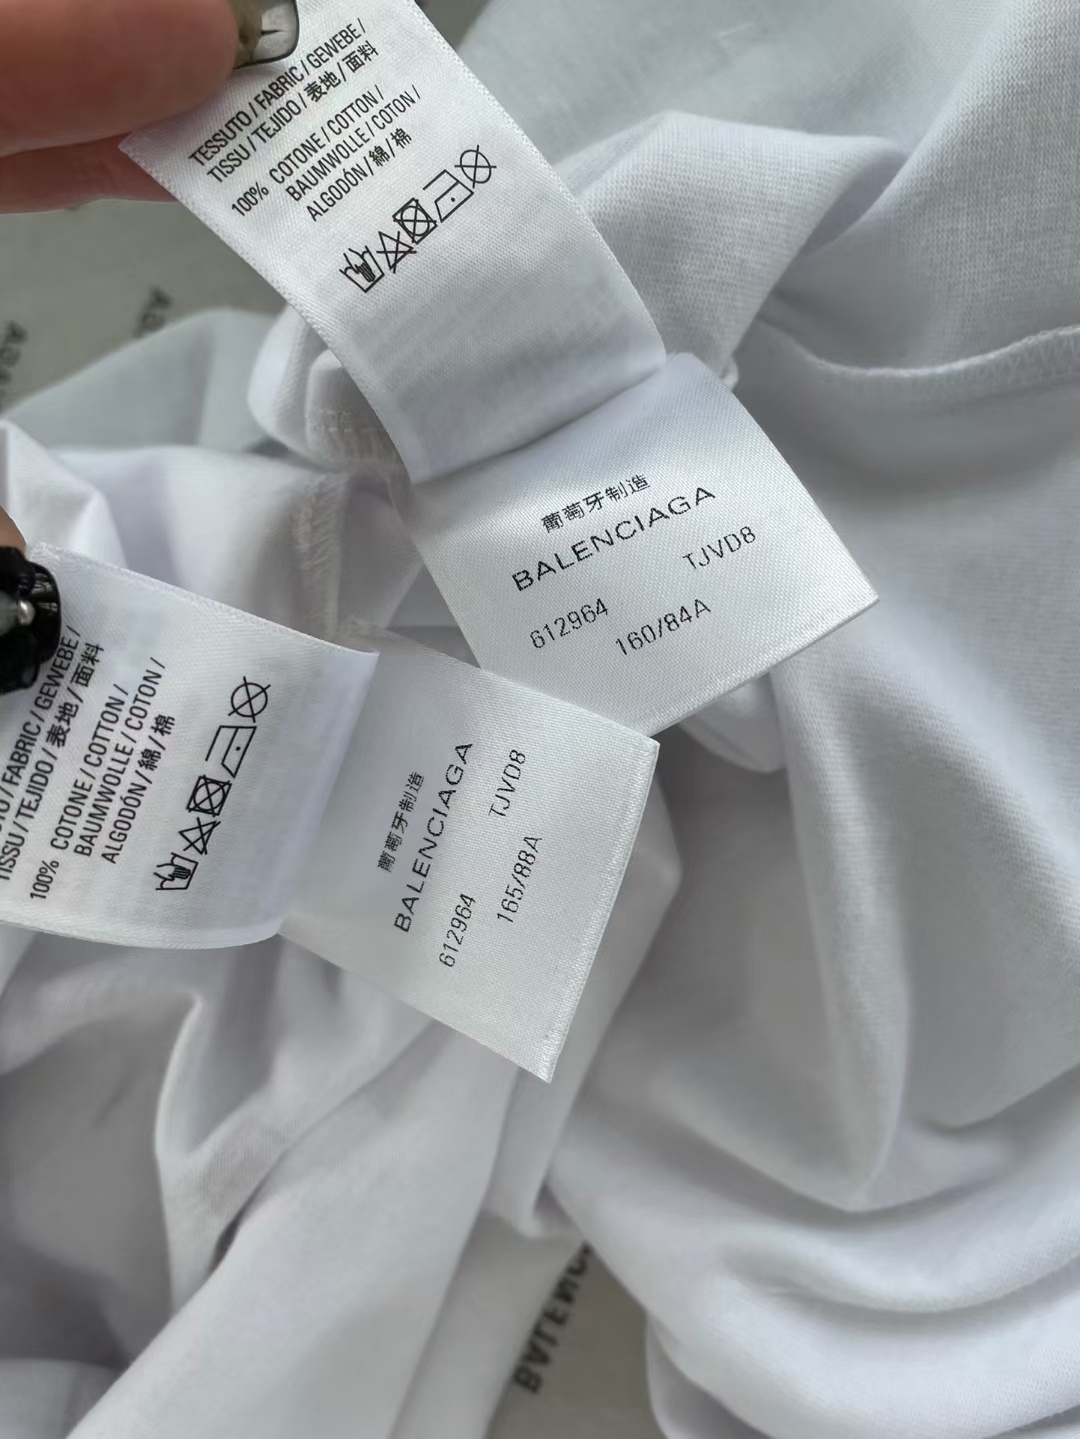 TESSUTO / FABRIC / GEWEBE /
TISSU / TEJIDO / 表地 / 面料
100% COTONE / COTTON /
BAUMWOLLE / COTON /
ALGODÓN / 綿 / 棉
葡萄牙制造
BALENCIAGA
TJVD8
612964
160/84A
/ FABRIC / GEWEBE /
TISSU / TEJIDO / 表地 / 面料
100% COTONE / COTTON /
BAUMWOLLE / COTON /
ALGODÓN / 綿 / 棉
葡萄牙制造
BALENCIAGA
TJVD8
612964
165/88A